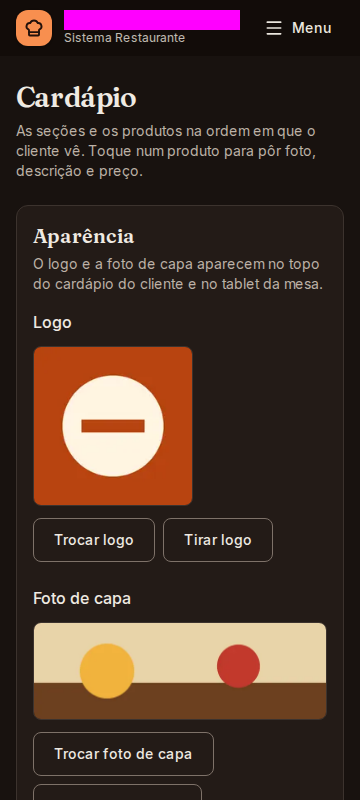 Sistema Restaurante
Menu
Cardápio
As seções e os produtos na ordem em que o
cliente vê. Toque num produto para pôr foto,
descrição e preço.
Aparência
O logo e a foto de capa aparecem no topo
do cardápio do cliente e no tablet da mesa.
Logo
Trocar logo
Tirar logo
Foto de capa
Trocar foto de capa